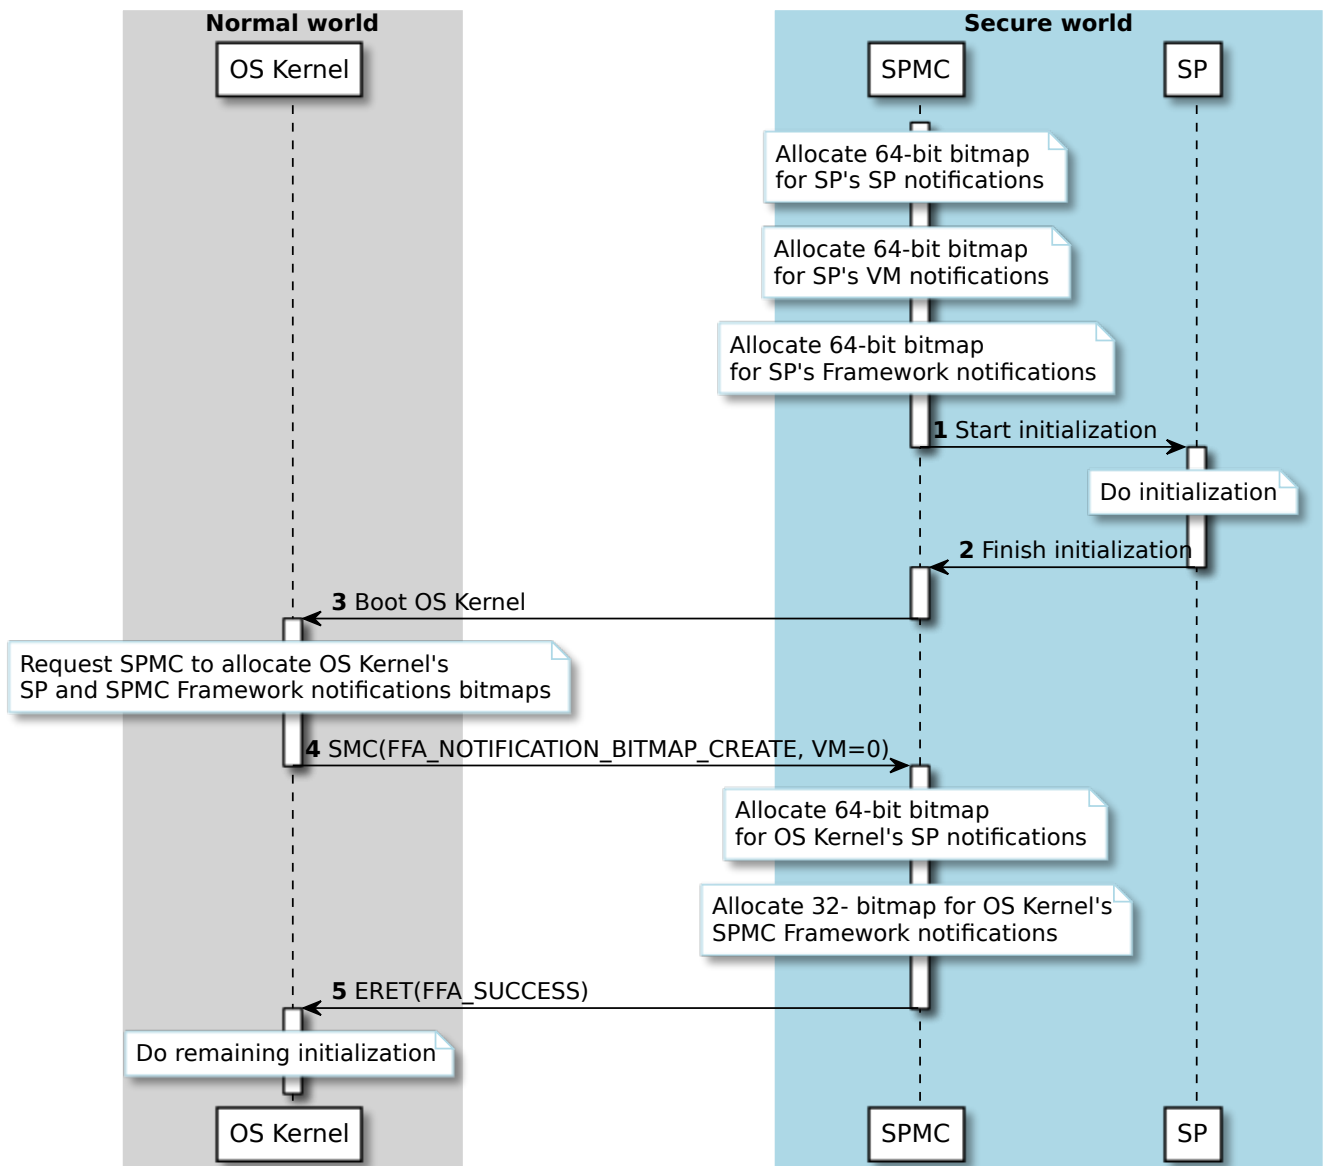 Normal world
Secure world
OS Kernel
SPMC
SP
Allocate 64-bit bitmap
for SP's SP notifications
Allocate 64-bit bitmap
for SP's VM notifications
Allocate 64-bit bitmap
for SP's Framework notifications
1 Start initialization
Do initialization
2 Finish initialization
3 Boot OS Kernel
Request SPMC to allocate OS Kernel's
SP and SPMC Framework notifications bitmaps
4 SMC(FFA_NOTIFICATION_BITMAP_CREATE, VM=0)
Allocate 64-bit bitmap
for OS Kernel's SP notifications
Allocate 32- bitmap for OS Kernel's
SPMC Framework notifications
5 ERET(FFA_SUCCESS)
Do remaining initialization
OS Kernel
SPMC
SP